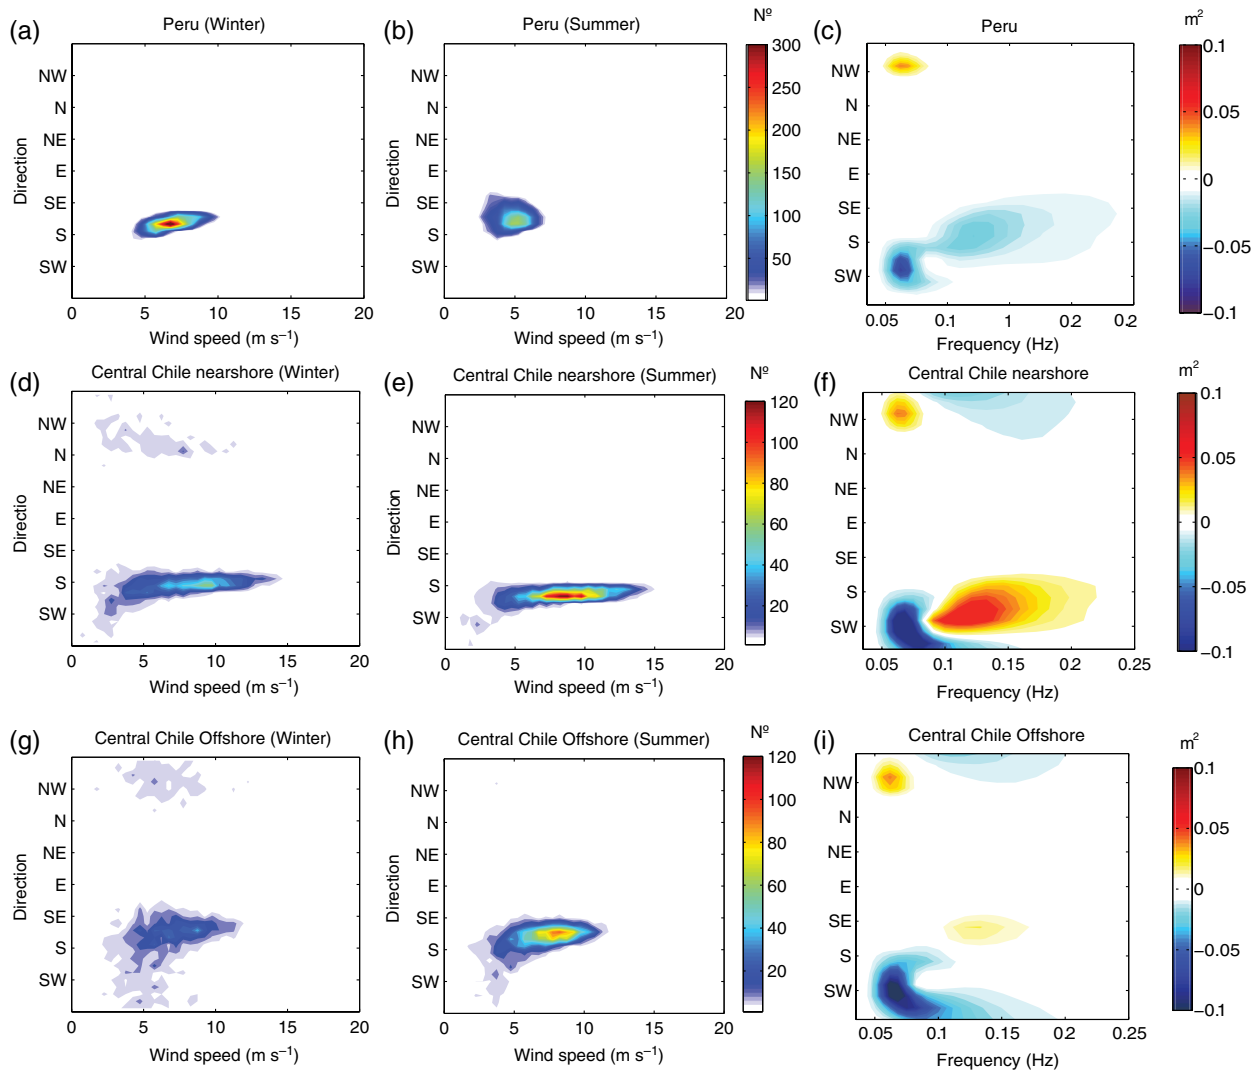 (a) Peru (Winter)
NW
N
NE
E
SE
S
SW
Direction
0 5 10 15 20
Wind speed (m s⁻¹)
(b) Peru (Summer)
NW
N
NE
E
SE
S
SW
Direction
0 5 10 15 20
Wind speed (m s⁻¹)
Nº
300
250
200
150
100
50
(c) Peru
NW
N
NE
E
SE
S
SW
0.05 0.1 1 0.2 0.2
Frequency (Hz)
m²
0.1
0.05
0
−0.05
−0.1
(d) Central Chile nearshore (Winter)
NW
N
NE
E
SE
S
SW
Directio
0 5 10 15 20
Wind speed (m s⁻¹)
(e) Central Chile nearshore (Summer)
NW
N
NE
E
SE
S
SW
Direction
0 5 10 15 20
Wind speed (m s⁻¹)
Nº
120
100
80
60
40
20
(f) Central Chile nearshore
NW
N
NE
E
SE
S
SW
0.05 0.1 0.15 0.2 0.25
Frequency (Hz)
m²
0.1
0.05
0
−0.05
−0.1
(g) Central Chile Offshore (Winter)
NW
N
NE
E
SE
S
SW
Direction
0 5 10 15 20
Wind speed (m s⁻¹)
(h) Central Chile Offshore (Summer)
NW
N
NE
E
SE
S
SW
Direction
0 5 10 15 20
Wind speed (m s⁻¹)
Nº
120
100
80
60
40
20
(i) Central Chile Offshore
NW
N
NE
E
SE
S
SW
0.05 0.1 0.15 0.2 0.25
Frequency (Hz)
m²
0.1
0.05
0
−0.05
−0.1